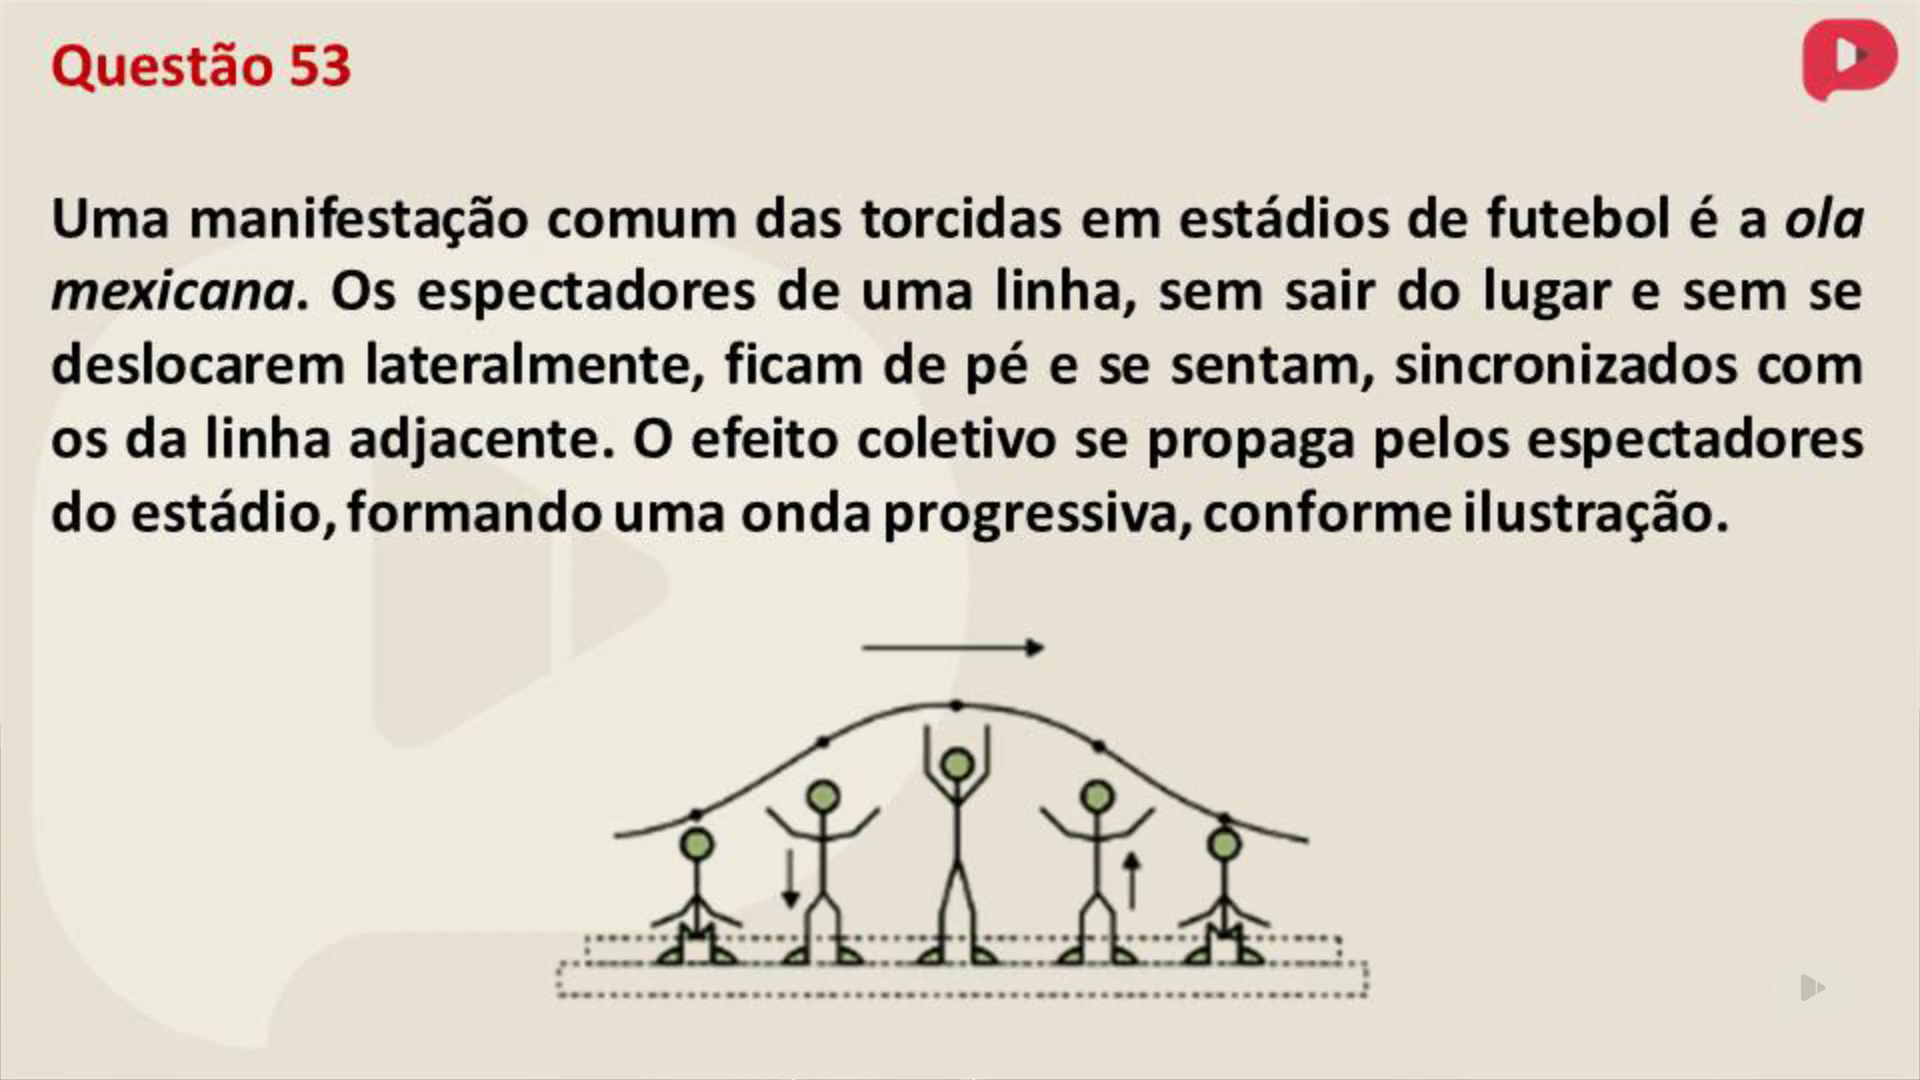 Questão 53
Uma manifestação comum das torcidas em estádios de futebol é a ola
mexicana. Os espectadores de uma linha, sem sair do lugar e sem se
deslocarem lateralmente, ficam de pé e se sentam, sincronizados com
os da linha adjacente. O efeito coletivo se propaga pelos espectadores
do estádio, formando uma onda progressiva, conforme ilustração.